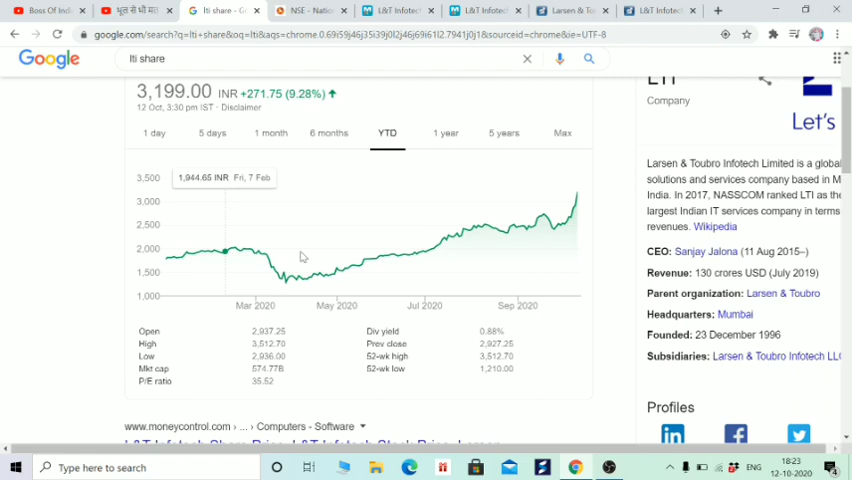 Boss Of Ind
भूल से भी मत
lti share - G
NSE - Nation
L&T Infotech
L&T Infotech
Larsen & Tou
L&T Infotech
google.com/search?q=lti+share&oq=lti&aqs=chrome.0.69i59j46j35i39j0l2j46j69i61l2.7941j0j1&sourceid=chrome&ie=UTF-8
Google
lti share
3,199.00 INR +271.75 (9.28%)
12 Oct, 3:30 pm IST - Disclaimer
1 day 5 days 1 month 6 months YTD 1 year 5 years Max
1,944.65 INR Fri, 7 Feb
3,500
3,000
2,500
2,000
1,500
1,000
Mar 2020 May 2020 Jul 2020 Sep 2020
Open 2,937.25
High 3,512.70
Low 2,936.00
Mkt cap 574.77B
P/E ratio 35.52
Div yield 0.88%
Prev close 2,927.25
52-wk high 3,512.70
52-wk low 1,210.00
www.moneycontrol.com › ... › Computers - Software
L&T Infotech Share Price, L&T Infotech Stock Price, Larsen
LTI
Company
Let's
Larsen & Toubro Infotech Limited is a global
solutions and services company based in M
India. In 2017, NASSCOM ranked LTI as the
largest Indian IT services company in terms
revenues. Wikipedia
CEO: Sanjay Jalona (11 Aug 2015–)
Revenue: 130 crores USD (July 2019)
Parent organization: Larsen & Toubro
Headquarters: Mumbai
Founded: 23 December 1996
Subsidiaries: Larsen & Toubro Infotech LLC
Profiles
Type here to search
ENG
18:23
12-10-2020
4